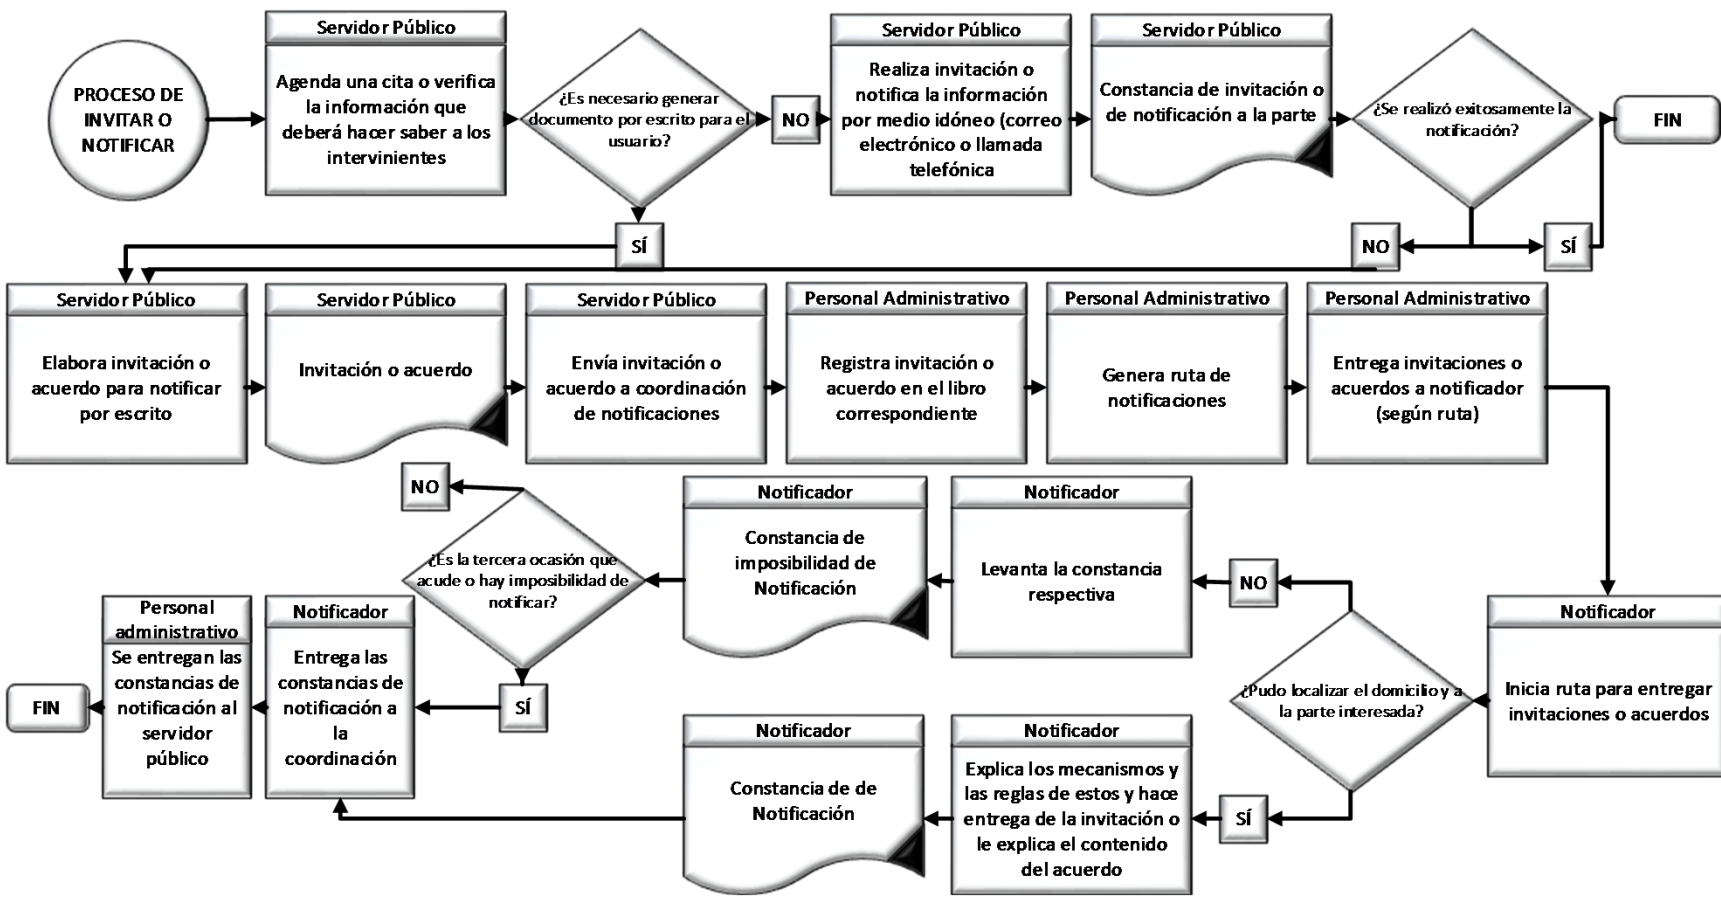 PROCESO DE
INVITAR O
NOTIFICAR
Servidor Público
Agenda una cita o verifica
la información que
deberá hacer saber a los
intervinientes
¿Es necesario generar
documento por escrito para el
usuario?
NO
SÍ
Servidor Público
Realiza invitación o
notifica la información
por medio idóneo (correo
electrónico o llamada
telefónica
Servidor Público
Constancia de invitación o
de notificación a la parte
¿Se realizó exitosamente la
notificación?
NO
SÍ
FIN
Servidor Público
Elabora invitación o
acuerdo para notificar
por escrito
Servidor Público
Invitación o acuerdo
Servidor Público
Envía invitación o
acuerdo a coordinación
de notificaciones
Personal Administrativo
Registra invitación o
acuerdo en el libro
correspondiente
Personal Administrativo
Genera ruta de
notificaciones
Personal Administrativo
Entrega invitaciones o
acuerdos a notificador
(según ruta)
Notificador
Inicia ruta para entregar
invitaciones o acuerdos
¿Pudo localizar el domicilio y a
la parte interesada?
NO
Notificador
Levanta la constancia
respectiva
Notificador
Constancia de
imposibilidad de
Notificación
¿Es la tercera ocasión que
acude o hay imposibilidad de
notificar?
NO
SÍ
SÍ
Notificador
Explica los mecanismos y
las reglas de estos y hace
entrega de la invitación o
le explica el contenido
del acuerdo
Notificador
Constancia de de
Notificación
Notificador
Entrega las
constancias de
notificación a
la
coordinación
Personal
administrativo
Se entregan las
constancias de
notificación al
servidor
público
FIN